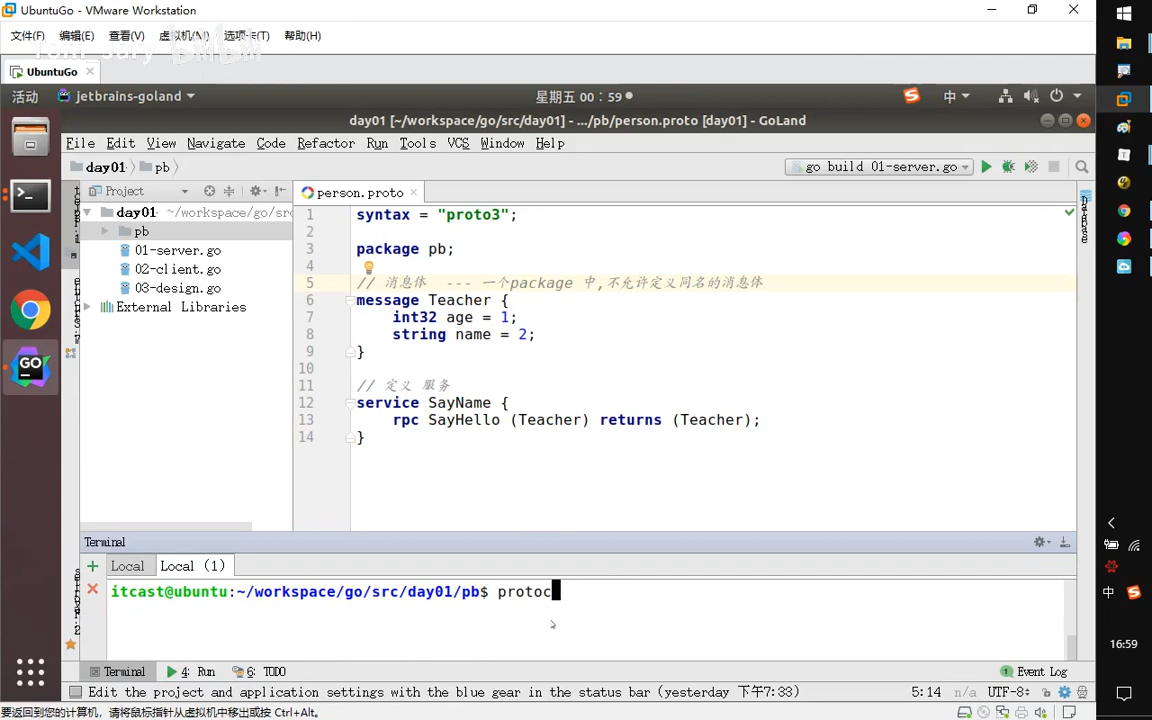 UbuntuGo - VMware Workstation
文件(F) 编辑(E) 查看(V) 虚拟机(M) 选项卡(T) 帮助(H)
UbuntuGo
活动 jetbrains-goland 星期五 00：59 中
day01 [~/workspace/go/src/day01] - .../pb/person.proto [day01] - GoLand
File Edit View Navigate Code Refactor Run Tools VCS Window Help
day01 pb go build 01-server.go
Project person.proto
day01 ~/workspace/go/src
pb
01-server.go
02-client.go
03-design.go
External Libraries
Database
1 syntax = "proto3";
2
3 package pb;
4
5 // 消息体 --- 一个package 中,不允许定义同名的消息体
6 message Teacher {
7 int32 age = 1;
8 string name = 2;
9 }
10
11 // 定义 服务
12 service SayName {
13 rpc SayHello (Teacher) returns (Teacher);
14 }
Terminal
Local Local (1)
itcast@ubuntu:~/workspace/go/src/day01/pb$ protoc
Terminal 4: Run 6: TODO 1 Event Log
Edit the project and application settings with the blue gear in the status bar (yesterday 下午7:33) 5:14 n/a UTF-8
要返回到您的计算机，请将鼠标指针从虚拟机中移出或按 Ctrl+Alt。
中
16:59